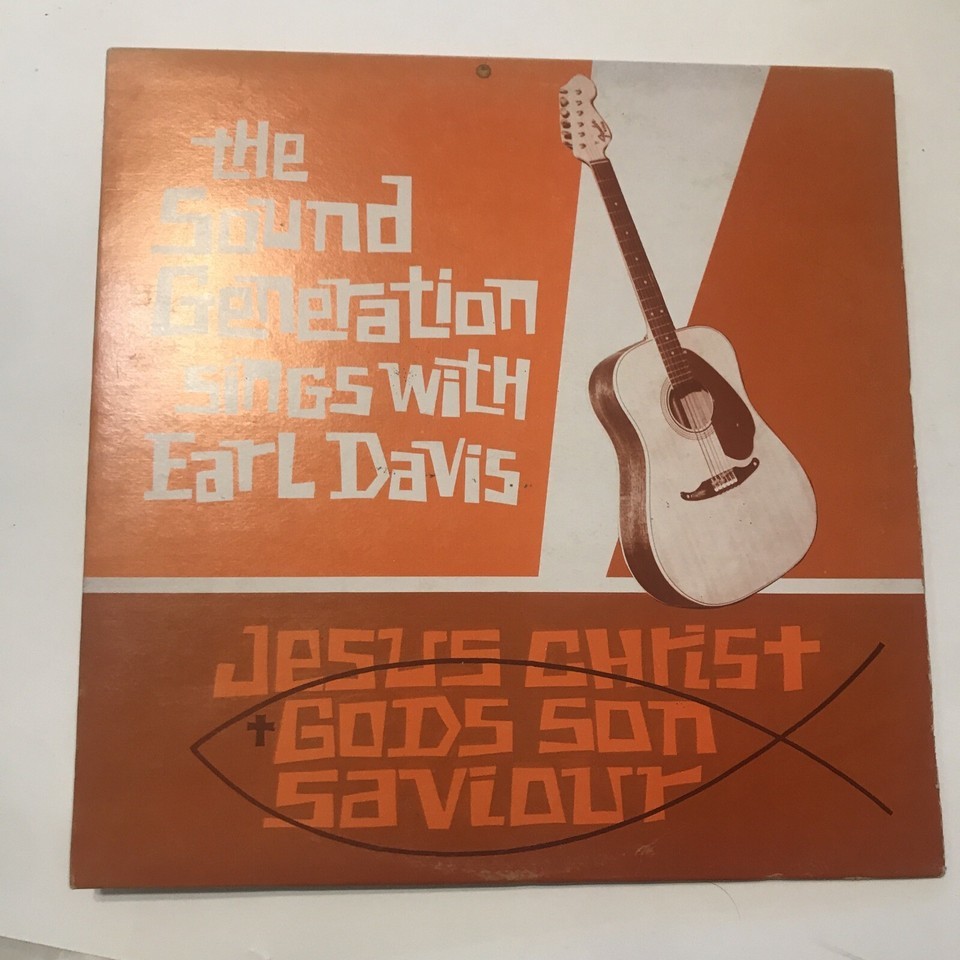 the
Sound
Generation
sings with
Earl Davis
Jesus Christ
Gods son
saviour